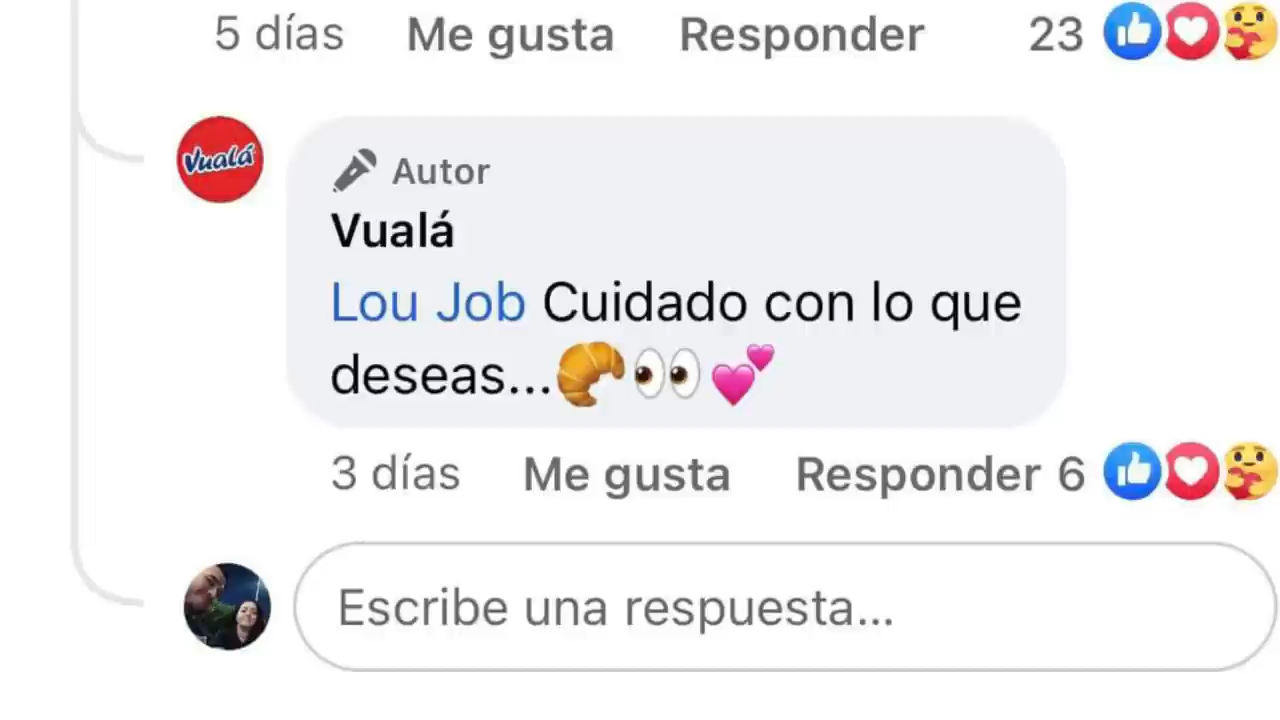 5 días Me gusta Responder 23
Vualá
Autor
Vualá
Lou Job Cuidado con lo que
deseas...🥐👀💕
3 días Me gusta Responder 6
Escribe una respuesta...